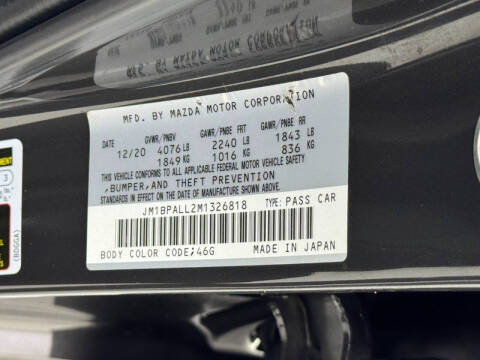 MFD. BY MAZDA MOTOR CORPORATION
GVWR/PNBV GAWR/PNBE FRT GAWR/PNBE RR
12/20 4076 LB 2240 LB 1843 LB
1849 KG 1016 KG 836 KG
THIS VEHICLE CONFORMS TO ALL APPLICABLE FEDERAL MOTOR VEHICLE SAFETY
, BUMPER, AND THEFT PREVENTION
STANDARDS IN EFFECT ON THE DATE OF MANUFACTURE SHOWN ABOVE.
JM1BPALL2M1326818 TYPE: PASS CAR
BODY COLOR CODE;46G MADE IN JAPAN
3
(BDGGA)